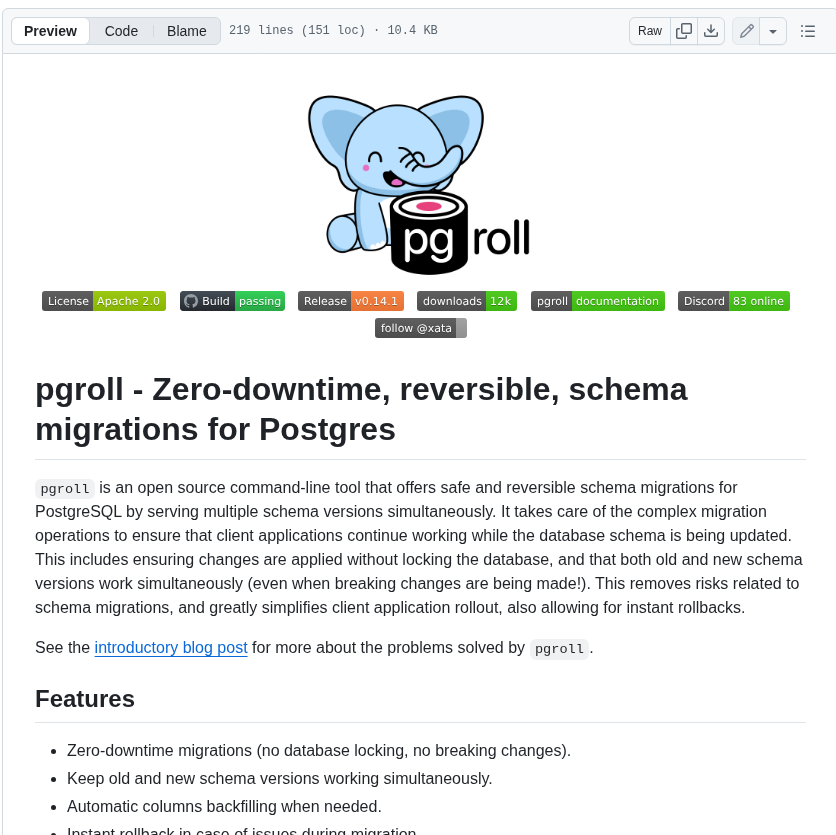 Preview Code Blame 219 lines (151 loc) · 10.4 KB Raw
pg roll
License Apache 2.0 Build passing Release v0.14.1 downloads 12k pgroll documentation Discord 83 online
follow @xata
pgroll - Zero-downtime, reversible, schema
migrations for Postgres
pgroll is an open source command-line tool that offers safe and reversible schema migrations for
PostgreSQL by serving multiple schema versions simultaneously. It takes care of the complex migration
operations to ensure that client applications continue working while the database schema is being updated.
This includes ensuring changes are applied without locking the database, and that both old and new schema
versions work simultaneously (even when breaking changes are being made!). This removes risks related to
schema migrations, and greatly simplifies client application rollout, also allowing for instant rollbacks.
See the introductory blog post for more about the problems solved by pgroll.
Features
• Zero-downtime migrations (no database locking, no breaking changes).
• Keep old and new schema versions working simultaneously.
• Automatic columns backfilling when needed.
• Instant rollback in case of issues during migration.